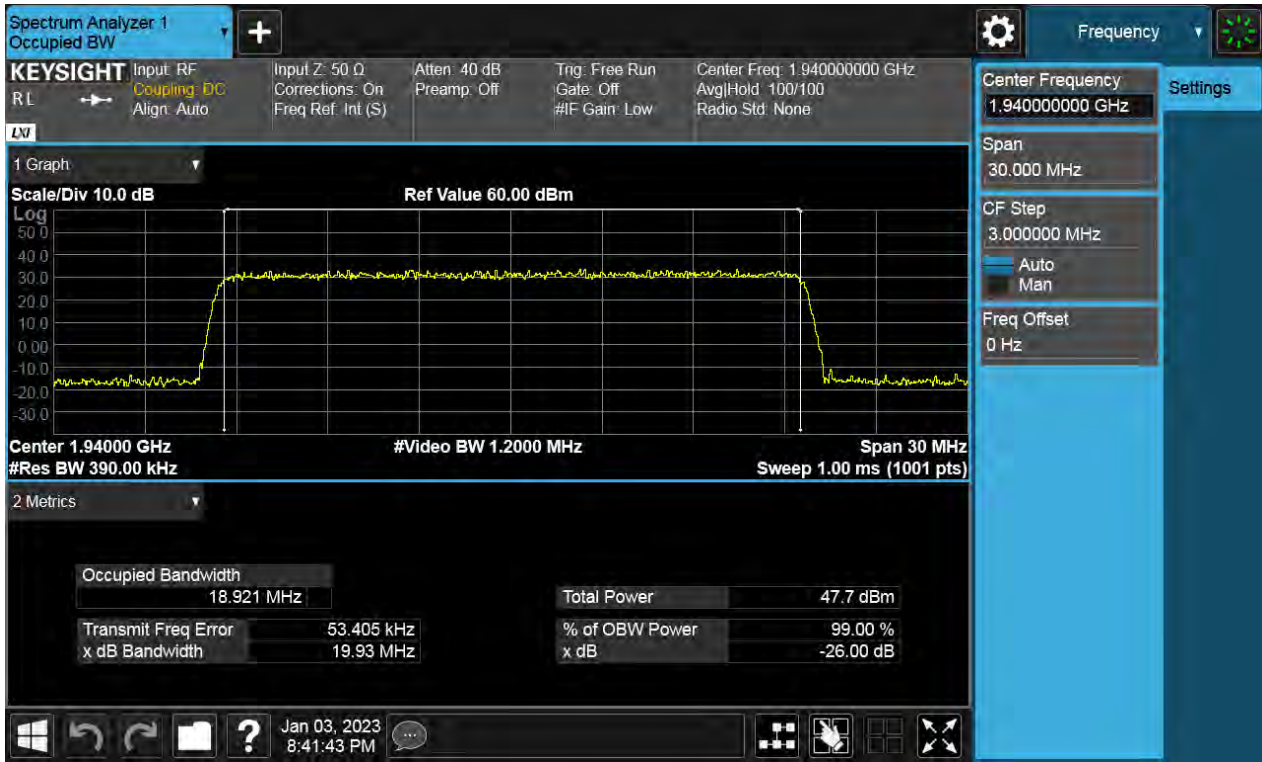 Spectrum Analyzer 1
Occupied BW
+
Frequency
KEYSIGHT
RL
LXI
Input: RF
Coupling: DC
Align: Auto
Input Z: 50 Ω
Corrections: On
Freq Ref: Int (S)
Atten: 40 dB
Preamp: Off
Trig: Free Run
Gate: Off
#IF Gain: Low
Center Freq: 1.940000000 GHz
Avg|Hold: 100/100
Radio Std: None
Center Frequency
1.940000000 GHz
Settings
Span
30.000 MHz
CF Step
3.000000 MHz
Auto
Man
Freq Offset
0 Hz
1 Graph
Scale/Div 10.0 dB
Ref Value 60.00 dBm
Log
50.0
40.0
30.0
20.0
10.0
0.00
-10.0
-20.0
-30.0
Center 1.94000 GHz
#Video BW 1.2000 MHz
Span 30 MHz
#Res BW 390.00 kHz
Sweep 1.00 ms (1001 pts)
2 Metrics
Occupied Bandwidth
18.921 MHz
Total Power 47.7 dBm
Transmit Freq Error 53.405 kHz
% of OBW Power 99.00 %
x dB Bandwidth 19.93 MHz
x dB -26.00 dB
?
Jan 03, 2023
8:41:43 PM